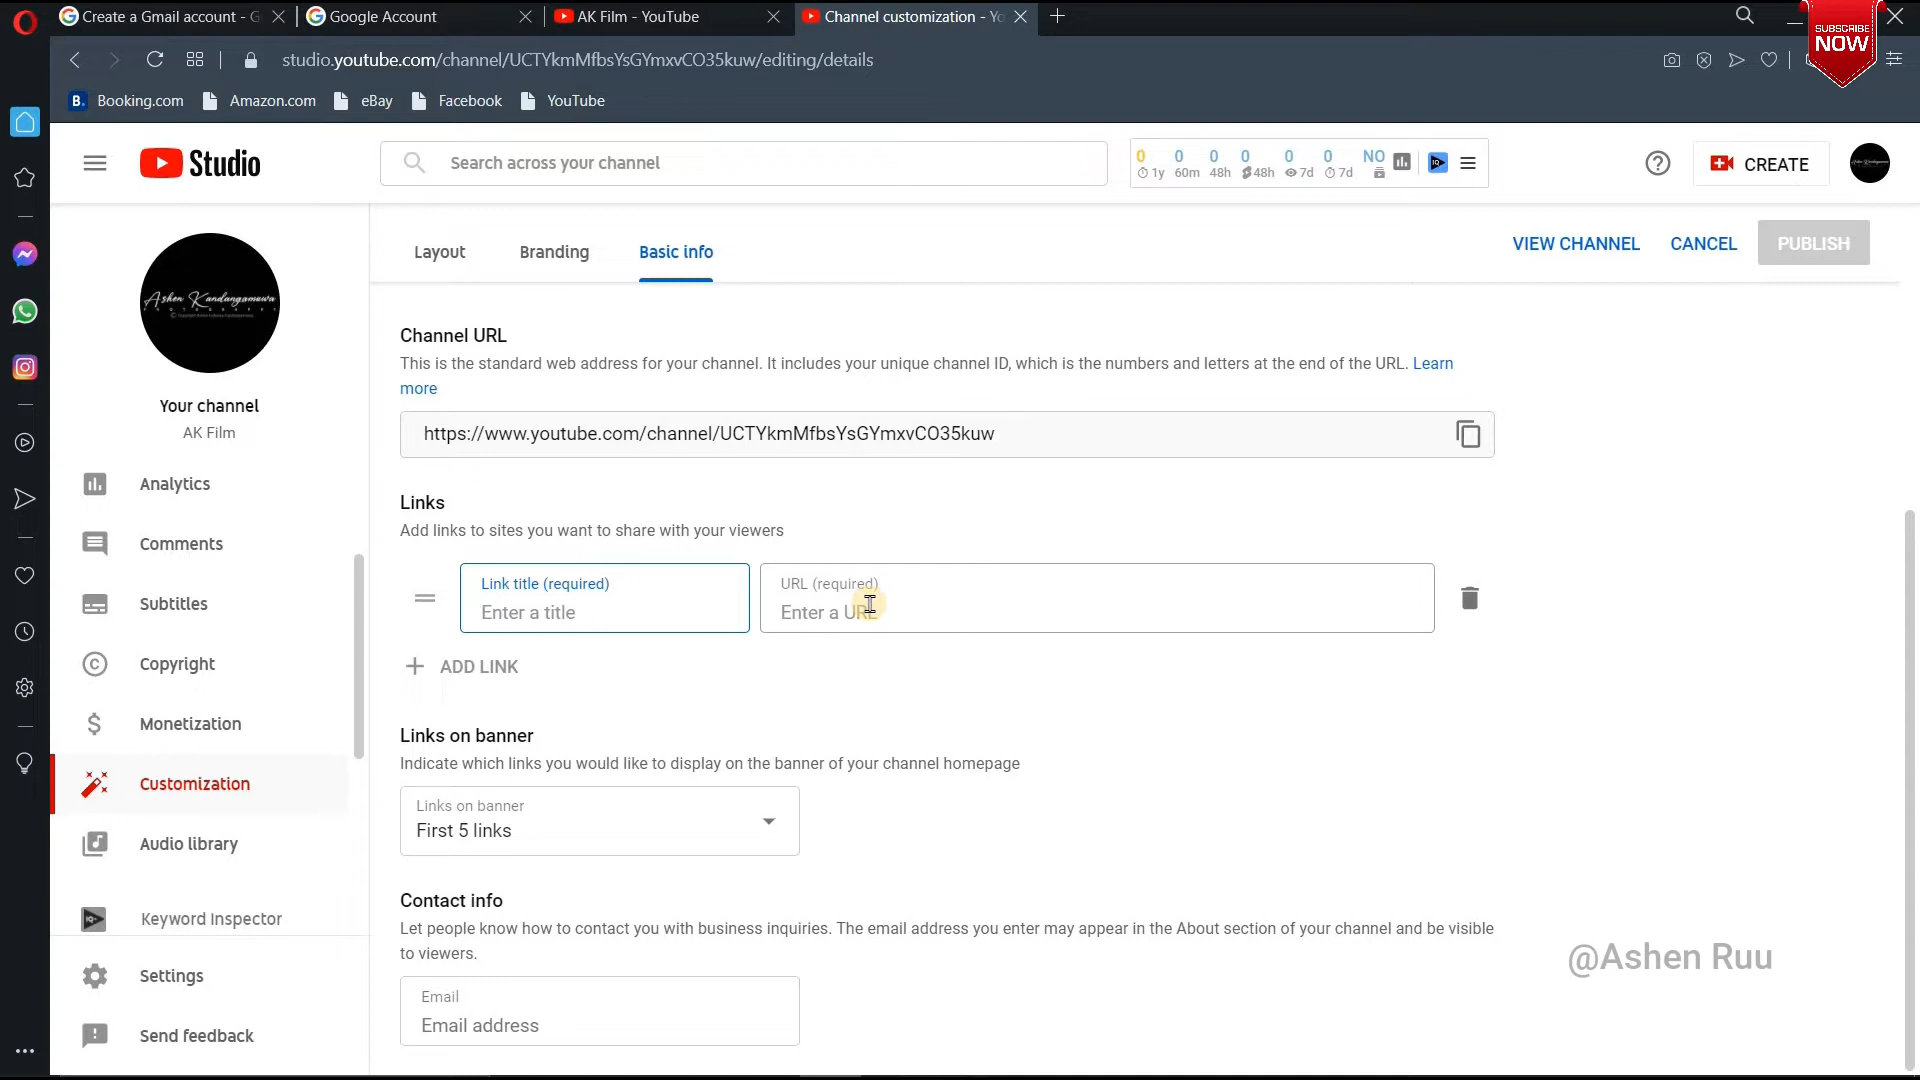 Create a Gmail account - G
Google Account
AK Film - YouTube
Channel customization - Yo
SUBSCRIBE
NOW
studio.youtube.com/channel/UCTYkmMfbsYsGYmxvCO35kuw/editing/details
B. Booking.com
Amazon.com
eBay
Facebook
YouTube
Studio
Search across your channel
0 0 0 0 0 0 NO
1y 60m 48h 48h 7d 7d
IQ
CREATE
Ashen Kandangamuwa
PHOTOGRAPHY
Your channel
AK Film
Analytics
Comments
Subtitles
Copyright
Monetization
Customization
Audio library
Keyword Inspector
Settings
Send feedback
Layout
Branding
Basic info
VIEW CHANNEL
CANCEL
PUBLISH
Channel URL
This is the standard web address for your channel. It includes your unique channel ID, which is the numbers and letters at the end of the URL. Learn
more
https://www.youtube.com/channel/UCTYkmMfbsYsGYmxvCO35kuw
Links
Add links to sites you want to share with your viewers
Link title (required)
Enter a title
URL (required)
Enter a URL
ADD LINK
Links on banner
Indicate which links you would like to display on the banner of your channel homepage
Links on banner
First 5 links
Contact info
Let people know how to contact you with business inquiries. The email address you enter may appear in the About section of your channel and be visible
to viewers.
Email
Email address
@Ashen Ruu